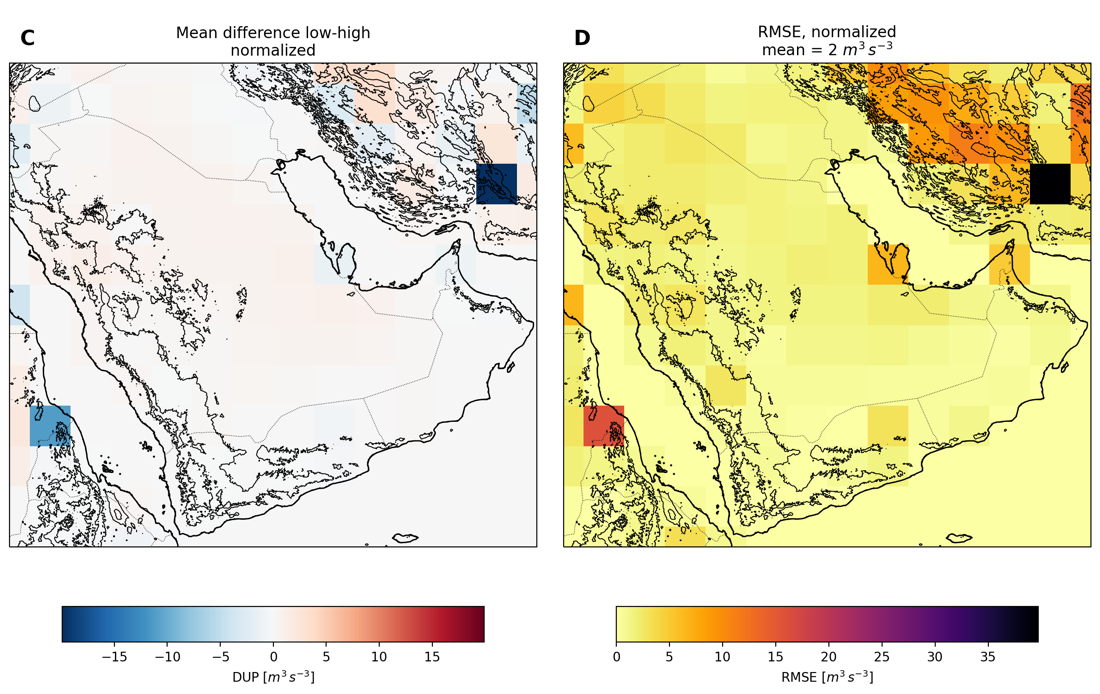 C
Mean difference low-high
normalized
D
RMSE, normalized
mean = 2 m³ s⁻³
−15 −10 −5 0 5 10 15
DUP [m³ s⁻³]
0 5 10 15 20 25 30 35
RMSE [m³ s⁻³]